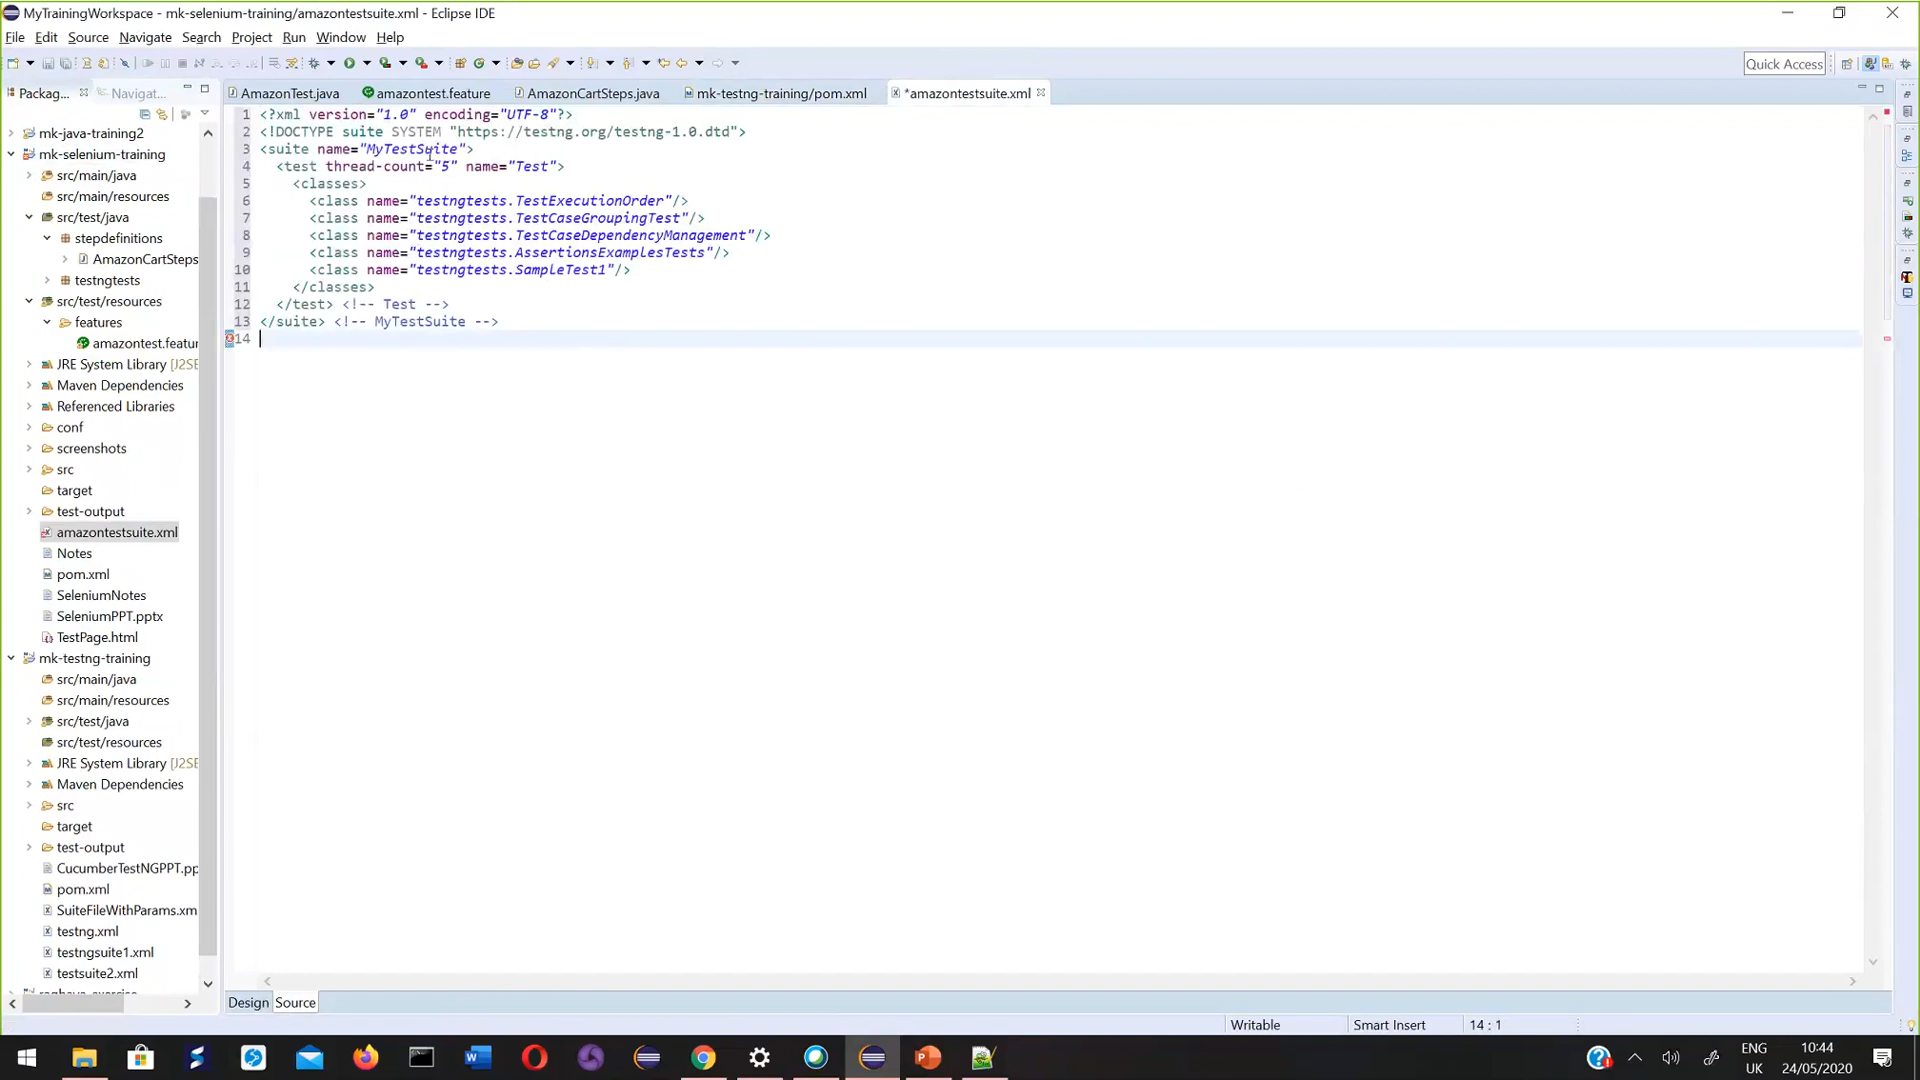 MyTrainingWorkspace - mk-selenium-training/amazontestsuite.xml - Eclipse IDE
File Edit Source Navigate Search Project Run Window Help
Quick Access
Packag... Navigat...
mk-java-training2
mk-selenium-training
src/main/java
src/main/resources
src/test/java
stepdefinitions
AmazonCartSteps
testngtests
src/test/resources
features
amazontest.featur
JRE System Library [J2SE
Maven Dependencies
Referenced Libraries
conf
screenshots
src
target
test-output
amazontestsuite.xml
Notes
pom.xml
SeleniumNotes
SeleniumPPT.pptx
TestPage.html
mk-testng-training
src/main/java
src/main/resources
src/test/java
src/test/resources
JRE System Library [J2SE
Maven Dependencies
src
target
test-output
CucumberTestNGPPT.pp
pom.xml
SuiteFileWithParams.xm
testng.xml
testngsuite1.xml
testsuite2.xml
AmazonTest.java amazontest.feature AmazonCartSteps.java mk-testng-training/pom.xml *amazontestsuite.xml
1 <?xml version="1.0" encoding="UTF-8"?>
2 <!DOCTYPE suite SYSTEM "https://testng.org/testng-1.0.dtd">
3 <suite name="MyTestSuite">
4 <test thread-count="5" name="Test">
5 <classes>
6 <class name="testngtests.TestExecutionOrder"/>
7 <class name="testngtests.TestCaseGroupingTest"/>
8 <class name="testngtests.TestCaseDependencyManagement"/>
9 <class name="testngtests.AssertionsExamplesTests"/>
10 <class name="testngtests.SampleTest1"/>
11 </classes>
12 </test> <!-- Test -->
13 </suite> <!-- MyTestSuite -->
14
Design Source
Writable Smart Insert 14 : 1
ENG
UK
10:44
24/05/2020